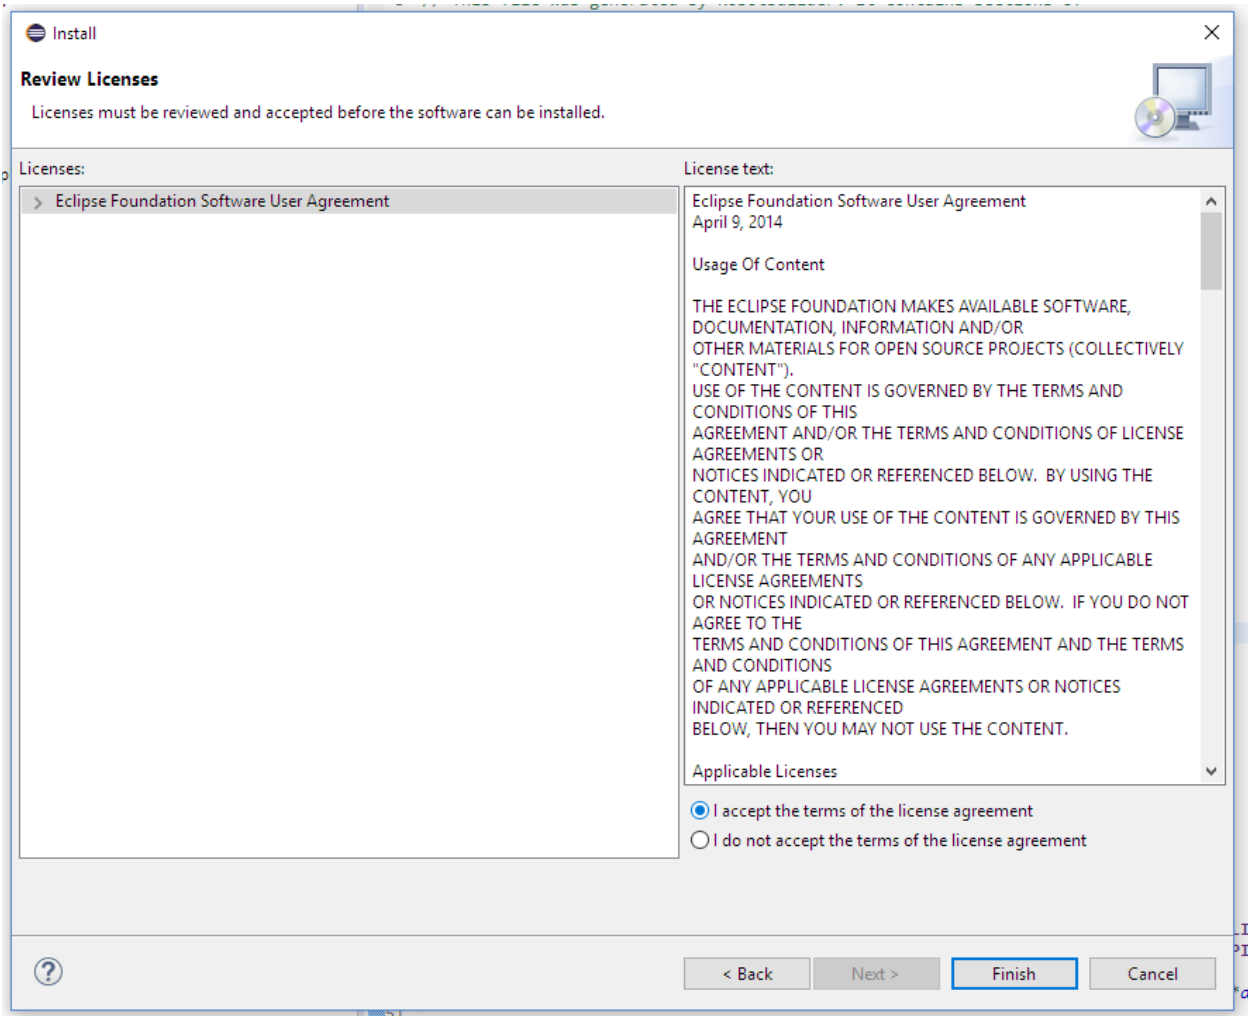 Install
Review Licenses
Licenses must be reviewed and accepted before the software can be installed.
Licenses:
Eclipse Foundation Software User Agreement
License text:
Eclipse Foundation Software User Agreement
April 9, 2014
Usage Of Content
THE ECLIPSE FOUNDATION MAKES AVAILABLE SOFTWARE,
DOCUMENTATION, INFORMATION AND/OR
OTHER MATERIALS FOR OPEN SOURCE PROJECTS (COLLECTIVELY
"CONTENT").
USE OF THE CONTENT IS GOVERNED BY THE TERMS AND
CONDITIONS OF THIS
AGREEMENT AND/OR THE TERMS AND CONDITIONS OF LICENSE
AGREEMENTS OR
NOTICES INDICATED OR REFERENCED BELOW.  BY USING THE
CONTENT, YOU
AGREE THAT YOUR USE OF THE CONTENT IS GOVERNED BY THIS
AGREEMENT
AND/OR THE TERMS AND CONDITIONS OF ANY APPLICABLE
LICENSE AGREEMENTS
OR NOTICES INDICATED OR REFERENCED BELOW.  IF YOU DO NOT
AGREE TO THE
TERMS AND CONDITIONS OF THIS AGREEMENT AND THE TERMS
AND CONDITIONS
OF ANY APPLICABLE LICENSE AGREEMENTS OR NOTICES
INDICATED OR REFERENCED
BELOW, THEN YOU MAY NOT USE THE CONTENT.
Applicable Licenses
I accept the terms of the license agreement
I do not accept the terms of the license agreement
< Back
Next >
Finish
Cancel